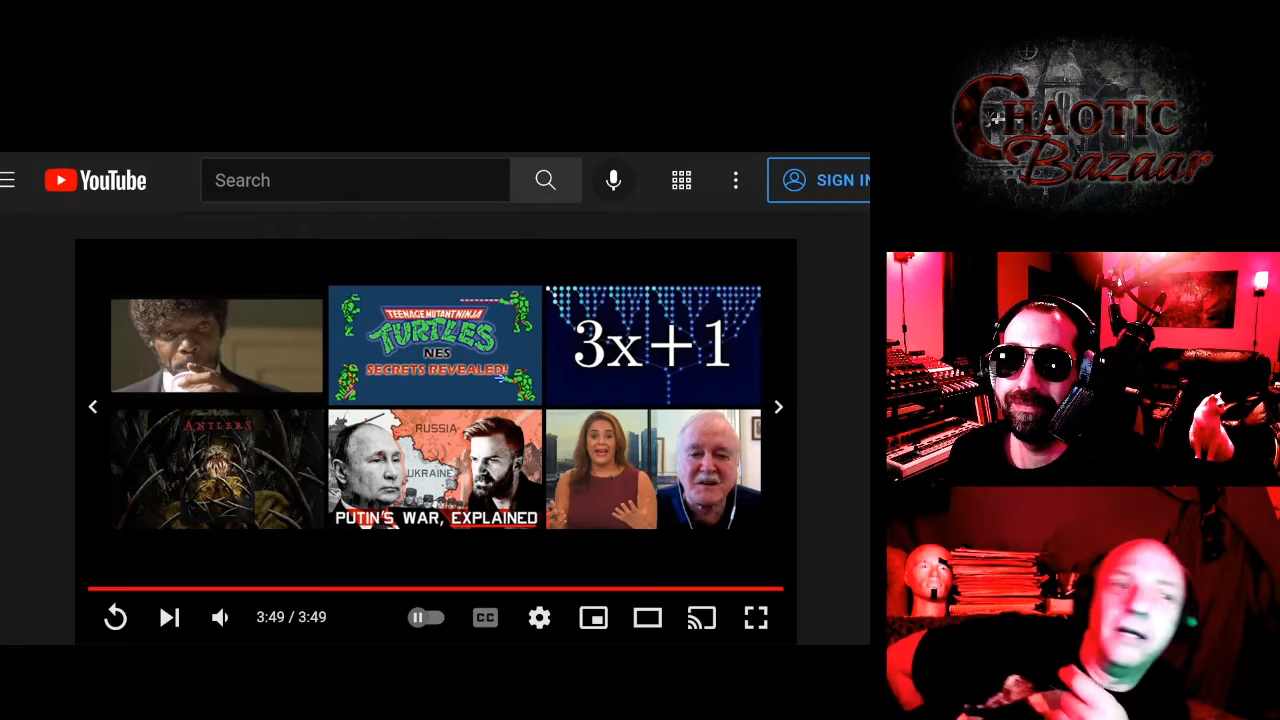 CHAOTIC
Bazaar
YouTube
Search
SIGN IN
TEENAGE MUTANT NINJA
TURTLES
NES
SECRETS REVEALED!
3x+1
ANTLERS
RUSSIA
UKRAINE
PUTIN'S WAR, EXPLAINED
3:49 / 3:49
CC